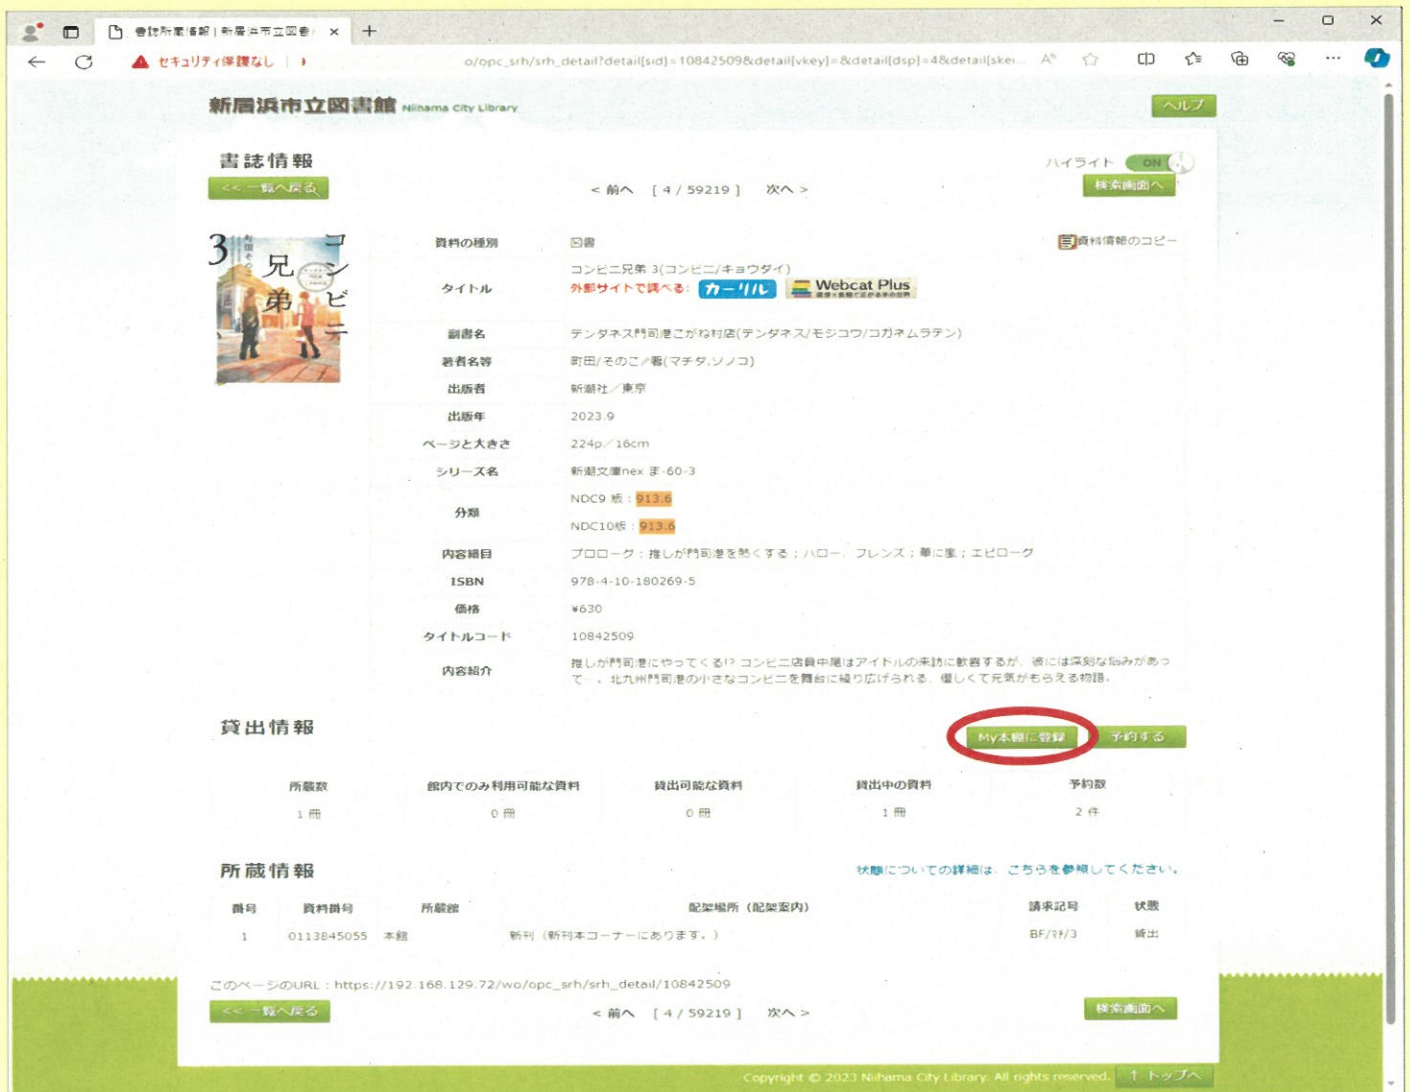 書誌所蔵情報 | 新居浜市立図書
セキュリティ保護なし
o/opc_srh/srh_detail?detail[sid]=10842509&detail[vkey]=&detail[dsp]=4&detail[skei...
新居浜市立図書館 Niihama City Library
ヘルプ
書誌情報
ハイライト ON
<< 一覧へ戻る
< 前へ [ 4 / 59219 ] 次へ >
検索画面へ
コンビニ兄弟 3
町田そのこ
資料の種別 図書
資料情報のコピー
タイトル コンビニ兄弟 3(コンビニ/キョウダイ)
外部サイトで調べる: カーリル Webcat Plus
副書名 テンダネス門司港こがね村店(テンダネス/モジコウ/コガネムラテン)
著者名等 町田/そのこ/著(マチダ,ソノコ)
出版者 新潮社/東京
出版年 2023.9
ページと大きさ 224p/16cm
シリーズ名 新潮文庫nex ま-60-3
分類 NDC9 版 : 913.6
NDC10版 : 913.6
内容細目 プロローグ ; 推しが門司港を熱くする ; ハロー、フレンズ ; 華に嵐 ; エピローグ
ISBN 978-4-10-180269-5
価格 ¥630
タイトルコード 10842509
内容紹介 推しが門司港にやってくる!? コンビニ店員中尾はアイドルの来訪に歓喜するが、彼には深刻な悩みがあっ
て…。北九州門司港の小さなコンビニを舞台に繰り広げられる、優しくて元気がもらえる物語。
貸出情報
My本棚に登録 予約する
所蔵数 館内でのみ利用可能な資料 貸出可能な資料 貸出中の資料 予約数
1 冊 0 冊 0 冊 1 冊 2 件
所蔵情報
状態についての詳細は、こちらを参照してください。
番号 資料番号 所蔵館 配架場所(配架案内) 請求記号 状態
1 0113845055 本館 新刊(新刊本コーナーにあります。) BF/マチ/3 貸出
このページのURL : https://192.168.129.72/wo/opc_srh/srh_detail/10842509
<< 一覧へ戻る
< 前へ [ 4 / 59219 ] 次へ >
検索画面へ
Copyright © 2023 Niihama City Library. All rights reserved.
↑ トップへ